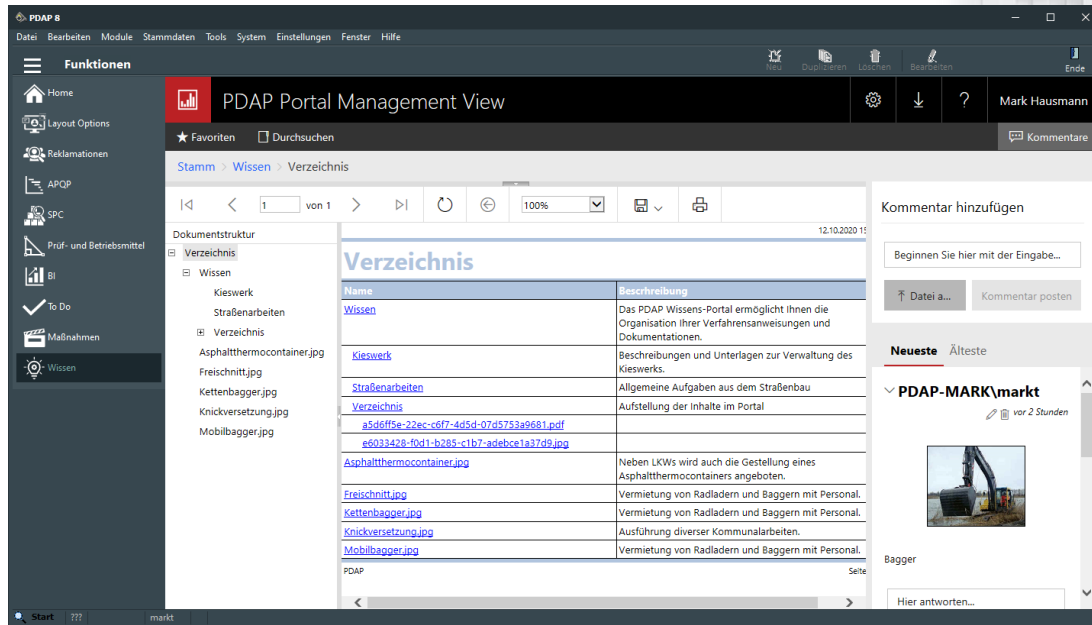 PDAP 8
Datei Bearbeiten Module Stammdaten Tools System Einstellungen Fenster Hilfe
Funktionen
Neu Duplizieren Löschen Bearbeiten Ende
Home
Layout Options
Reklamationen
APQP
SPC
Prüf- und Betriebsmittel
BI
To Do
Maßnahmen
Wissen
PDAP Portal Management View
? Mark Hausmann
Favoriten Durchsuchen Kommentare
Stamm > Wissen > Verzeichnis
1 von 1 100%
Dokumentstruktur
Verzeichnis
Wissen
Kieswerk
Straßenarbeiten
Verzeichnis
Asphaltthermocontainer.jpg
Freischnitt.jpg
Kettenbagger.jpg
Knickversetzung.jpg
Mobilbagger.jpg
12.10.2020 15
Verzeichnis
Name Bescrhreibung
Wissen Das PDAP Wissens-Portal ermöglicht Ihnen die
Organisation Ihrer Verfahrensanweisungen und
Dokumentationen.
Kieswerk Beschreibungen und Unterlagen zur Verwaltung des
Kieswerks.
Straßenarbeiten Allgemeine Aufgaben aus dem Straßenbau
Verzeichnis Aufstellung der Inhalte im Portal
a5d6ff5e-22ec-c6f7-4d5d-07d5753a9681.pdf
e6033428-f0d1-b285-c1b7-adebce1a37d9.jpg
Asphaltthermocontainer.jpg Neben LKWs wird auch die Gestellung eines
Asphaltthermocontainers angeboten.
Freischnitt.jpg Vermietung von Radladern und Baggern mit Personal.
Kettenbagger.jpg Vermietung von Radladern und Baggern mit Personal.
Knickversetzung.jpg Ausführung diverser Kommunalarbeiten.
Mobilbagger.jpg Vermietung von Radladern und Baggern mit Personal.
PDAP Seite
Kommentar hinzufügen
Beginnen Sie hier mit der Eingabe...
Datei a... Kommentar posten
Neueste Älteste
PDAP-MARK\markt
vor 2 Stunden
Bagger
Hier antworten...
Start ??? markt